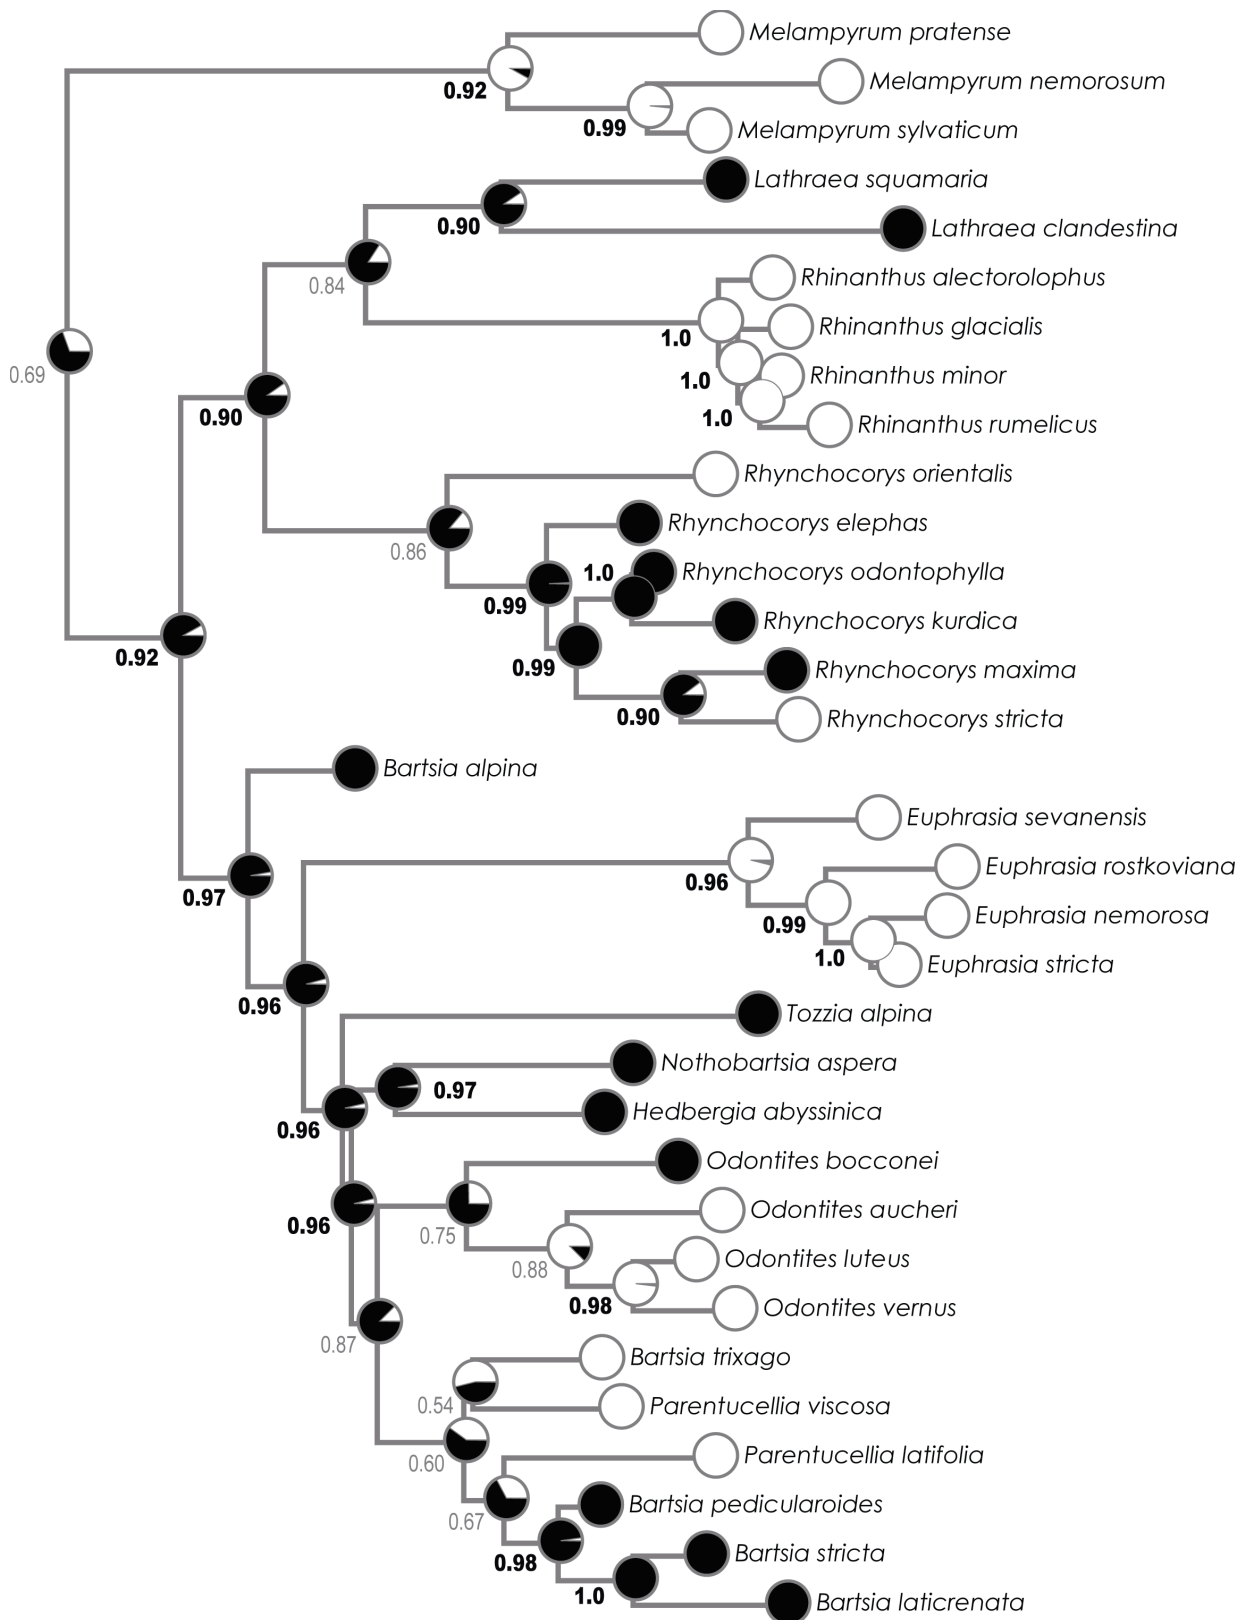 Melampyrum pratense
0.92
Melampyrum nemorosum
0.99
Melampyrum sylvaticum
Lathraea squamaria
0.90
Lathraea clandestina
0.84
Rhinanthus alectorolophus
1.0
Rhinanthus glacialis
0.69
1.0
Rhinanthus minor
0.90
1.0
Rhinanthus rumelicus
Rhynchocorys orientalis
0.86
Rhynchocorys elephas
0.99
1.0
Rhynchocorys odontophylla
Rhynchocorys kurdica
0.92
0.99
Rhynchocorys maxima
0.90
Rhynchocorys stricta
Bartsia alpina
Euphrasia sevanensis
0.97
0.96
Euphrasia rostkoviana
0.99
Euphrasia nemorosa
1.0
Euphrasia stricta
0.96
Tozzia alpina
Nothobartsia aspera
0.97
0.96
Hedbergia abyssinica
Odontites bocconei
0.96
0.75
Odontites aucheri
0.88
Odontites luteus
0.98
Odontites vernus
0.87
Bartsia trixago
0.54
Parentucellia viscosa
0.60
Parentucellia latifolia
0.67
Bartsia pedicularoides
0.98
Bartsia stricta
1.0
Bartsia laticrenata